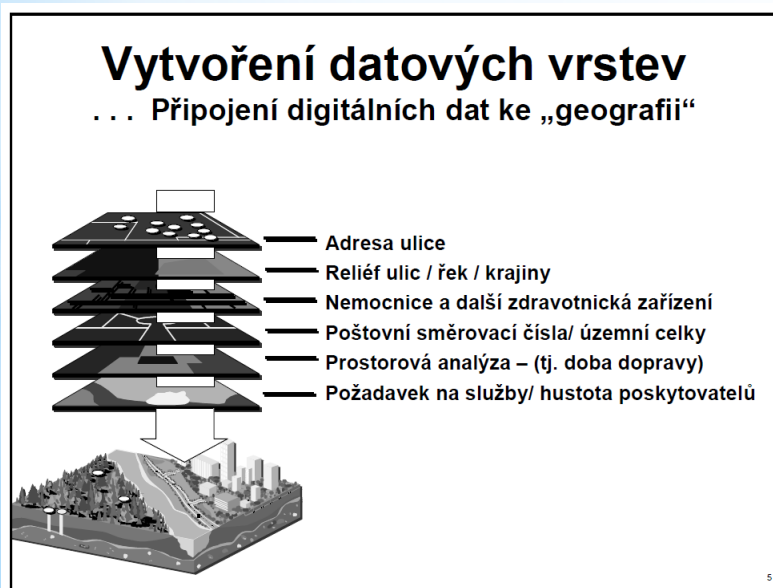 Vytvoření datových vrstev
. . . Připojení digitálních dat ke „geografii“
Adresa ulice
Reliéf ulic / řek / krajiny
Nemocnice a další zdravotnická zařízení
Poštovní směrovací čísla/ územní celky
Prostorová analýza – (tj. doba dopravy)
Požadavek na služby/ hustota poskytovatelů
5